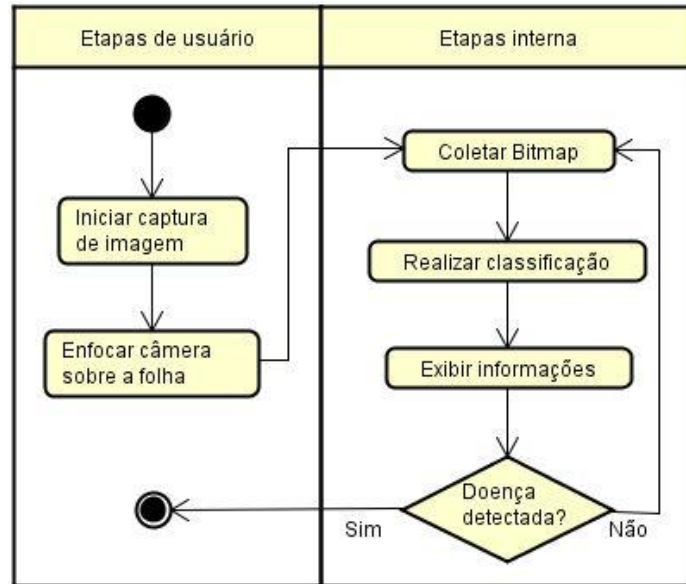 Etapas de usuário
Etapas interna
Iniciar captura
de imagem
Enfocar câmera
sobre a folha
Coletar Bitmap
Realizar classificação
Exibir informações
Doença
detectada?
Sim
Não